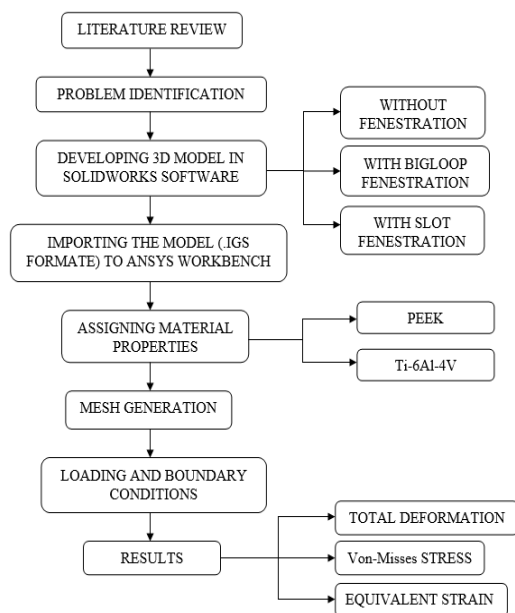 LITERATURE REVIEW
PROBLEM IDENTIFICATION
DEVELOPING 3D MODEL IN
SOLIDWORKS SOFTWARE
WITHOUT
FENESTRATION
WITH BIGLOOP
FENESTRATION
WITH SLOT
FENESTRATION
IMPORTING THE MODEL (.IGS
FORMATE) TO ANSYS WORKBENCH
ASSIGNING MATERIAL
PROPERTIES
PEEK
Ti-6Al-4V
MESH GENERATION
LOADING AND BOUNDARY
CONDITIONS
RESULTS
TOTAL DEFORMATION
Von-Misses STRESS
EQUIVALENT STRAIN